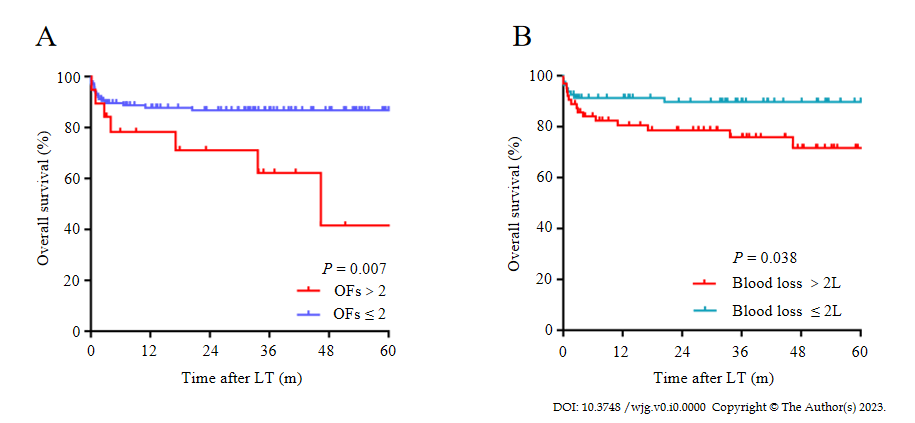 A
Overall survival (%)
100
80
60
40
20
0
P = 0.007
OFs > 2
OFs ≤ 2
0 12 24 36 48 60
Time after LT (m)
B
Overall survival (%)
100
80
60
40
20
0
P = 0.038
Blood loss > 2L
Blood loss ≤ 2L
0 12 24 36 48 60
Time after LT (m)
DOI: 10.3748 /wjg.v0.i0.0000 Copyright © The Author(s) 2023.